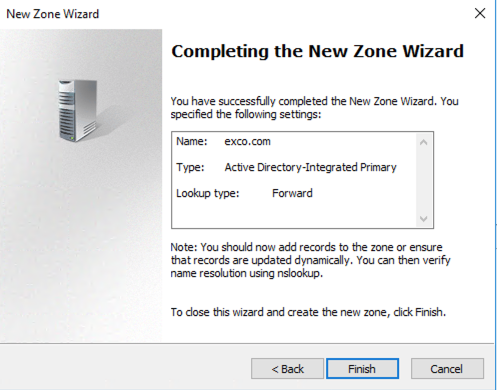 New Zone Wizard
Completing the New Zone Wizard
You have successfully completed the New Zone Wizard. You
specified the following settings:
Name: exco.com
Type: Active Directory-Integrated Primary
Lookup type: Forward
Note: You should now add records to the zone or ensure
that records are updated dynamically. You can then verify
name resolution using nslookup.
To close this wizard and create the new zone, click Finish.
< Back Finish Cancel